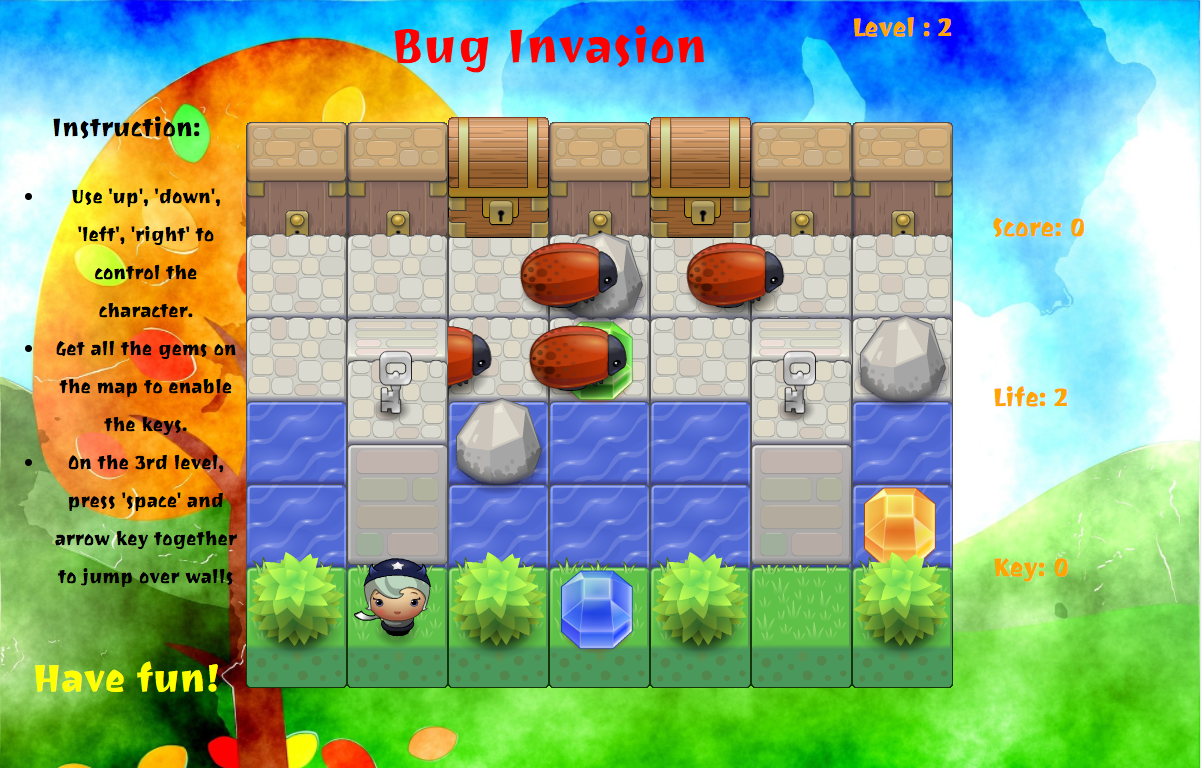 Bug Invasion
Level : 2
Instruction:
• Use 'up', 'down',
'left', 'right' to
control the
character.
• Get all the gems on
the map to enable
the keys.
• On the 3rd level,
press 'space' and
arrow key together
to jump over walls
Have fun!
Score: 0
Life: 2
Key: 0